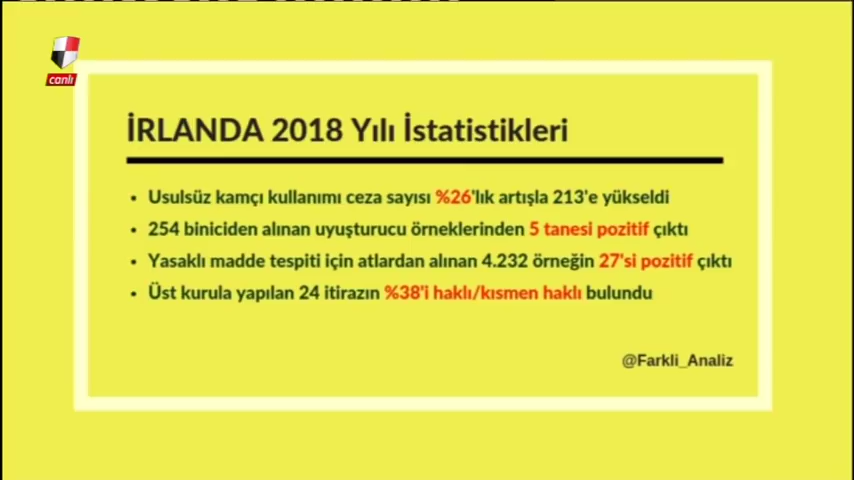 canlı
İRLANDA 2018 Yılı İstatistikleri
• Usulsüz kamçı kullanımı ceza sayısı %26'lık artışla 213'e yükseldi
• 254 biniciden alınan uyuşturucu örneklerinden 5 tanesi pozitif çıktı
• Yasaklı madde tespiti için atlardan alınan 4.232 örneğin 27'si pozitif çıktı
• Üst kurula yapılan 24 itirazın %38'i haklı/kısmen haklı bulundu
@Farkli_Analiz